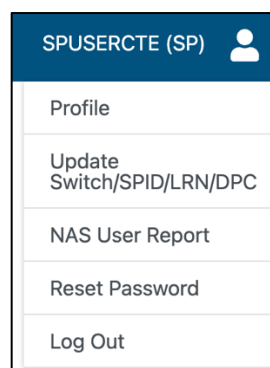 SPUSERCTE (SP)
Profile
Update
Switch/SPID/LRN/DPC
NAS User Report
Reset Password
Log Out